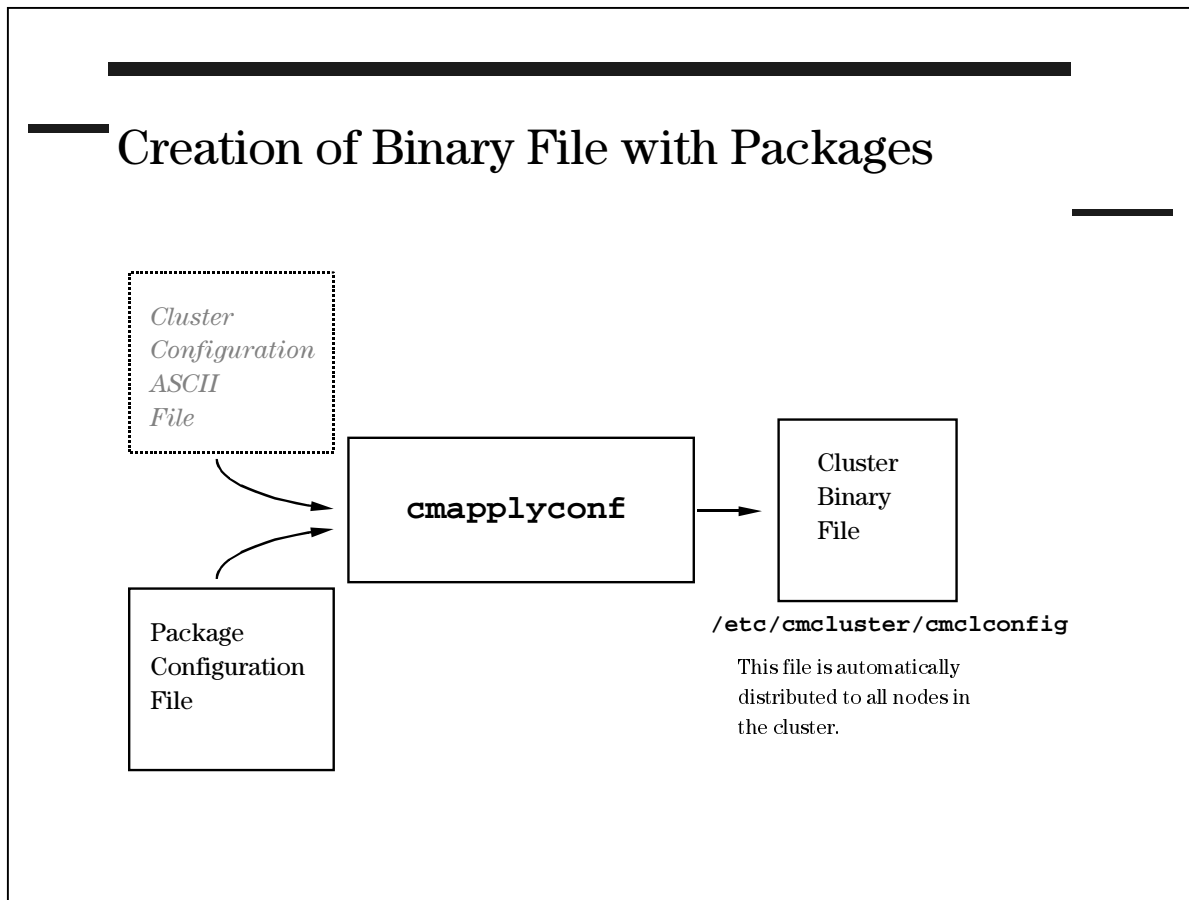 Creation of Binary File with Packages
Cluster
Configuration
ASCII
File
cmapplyconf
Cluster
Binary
File
/etc/cmcluster/cmclconfig
Package
Configuration
File
This file is automatically
distributed to all nodes in
the cluster.